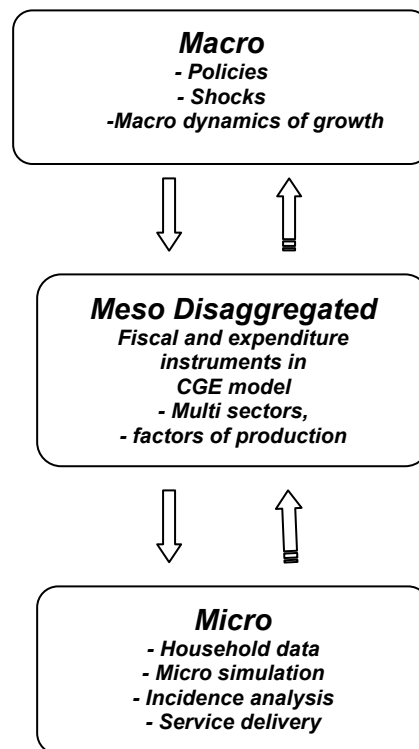 Macro
- Policies
- Shocks
-Macro dynamics of growth
Meso Disaggregated
Fiscal and expenditure
instruments in
CGE model
- Multi sectors,
- factors of production
Micro
- Household data
- Micro simulation
- Incidence analysis
- Service delivery